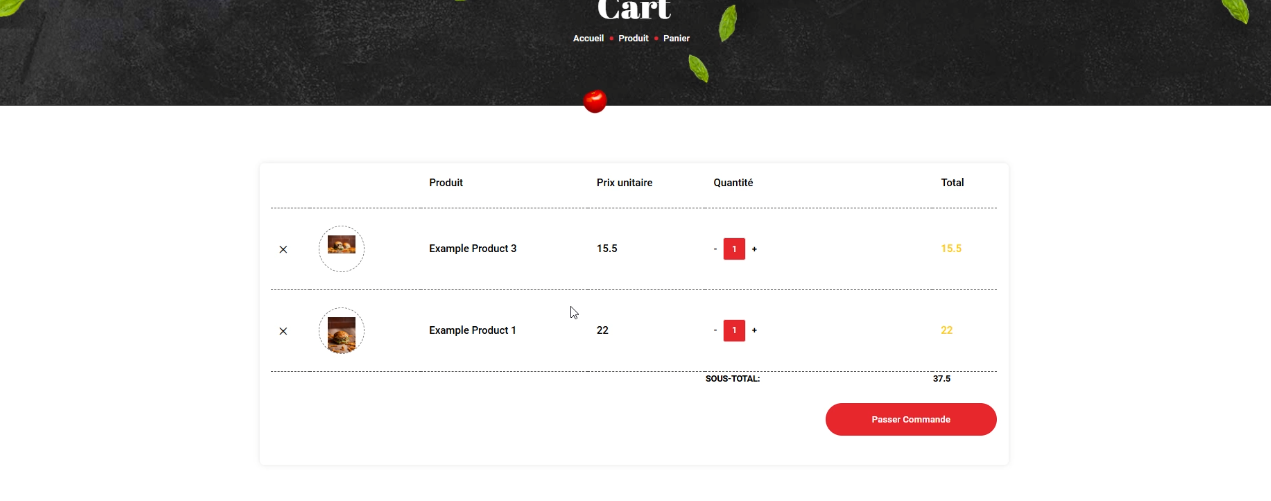 Cart
Accueil • Produit • Panier
Produit Prix unitaire Quantité Total
× Example Product 3 15.5 - 1 + 15.5
× Example Product 1 22 - 1 + 22
SOUS-TOTAL: 37.5
Passer Commande